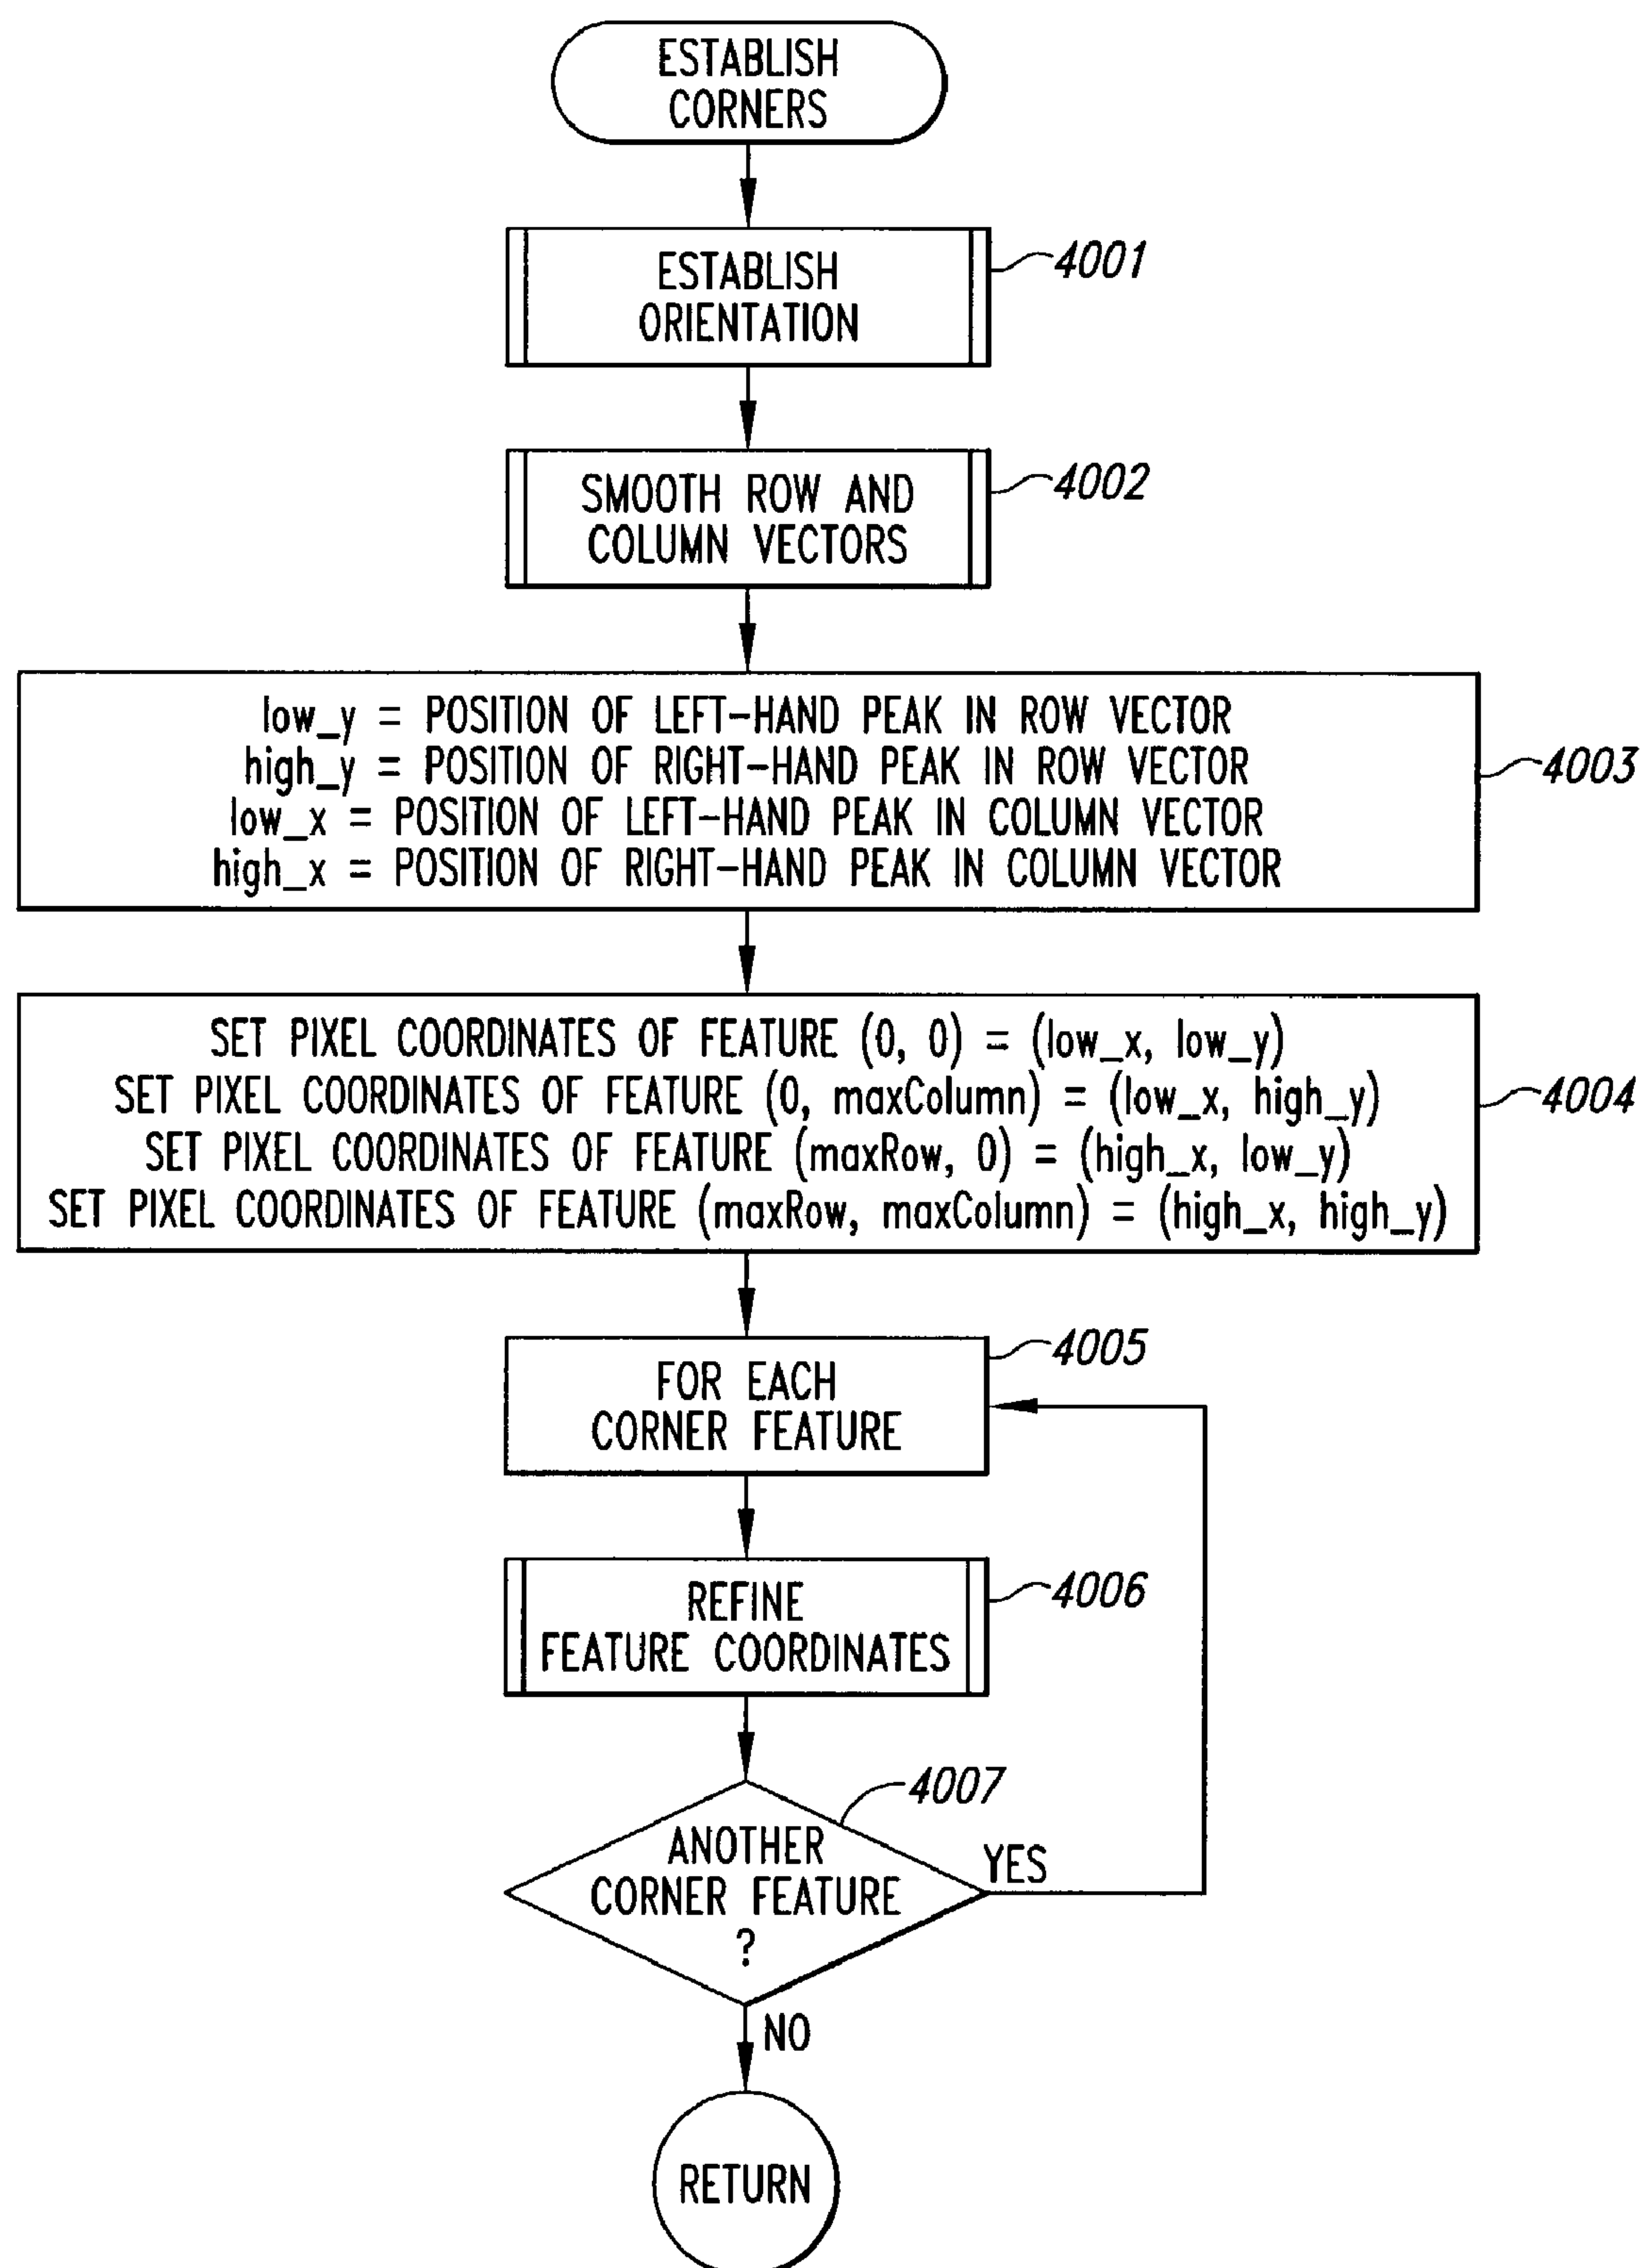 ESTABLISH
CORNERS
ESTABLISH
ORIENTATION
4001
SMOOTH ROW AND
COLUMN VECTORS
4002
low_y = POSITION OF LEFT-HAND PEAK IN ROW VECTOR
high_y = POSITION OF RIGHT-HAND PEAK IN ROW VECTOR
low_x = POSITION OF LEFT-HAND PEAK IN COLUMN VECTOR
high_x = POSITION OF RIGHT-HAND PEAK IN COLUMN VECTOR
4003
SET PIXEL COORDINATES OF FEATURE (0, 0) = (low_x, low_y)
SET PIXEL COORDINATES OF FEATURE (0, maxColumn) = (low_x, high_y)
SET PIXEL COORDINATES OF FEATURE (maxRow, 0) = (high_x, low_y)
SET PIXEL COORDINATES OF FEATURE (maxRow, maxColumn) = (high_x, high_y)
4004
FOR EACH
CORNER FEATURE
4005
REFINE
FEATURE COORDINATES
4006
4007
ANOTHER
CORNER FEATURE
?
YES
NO
RETURN